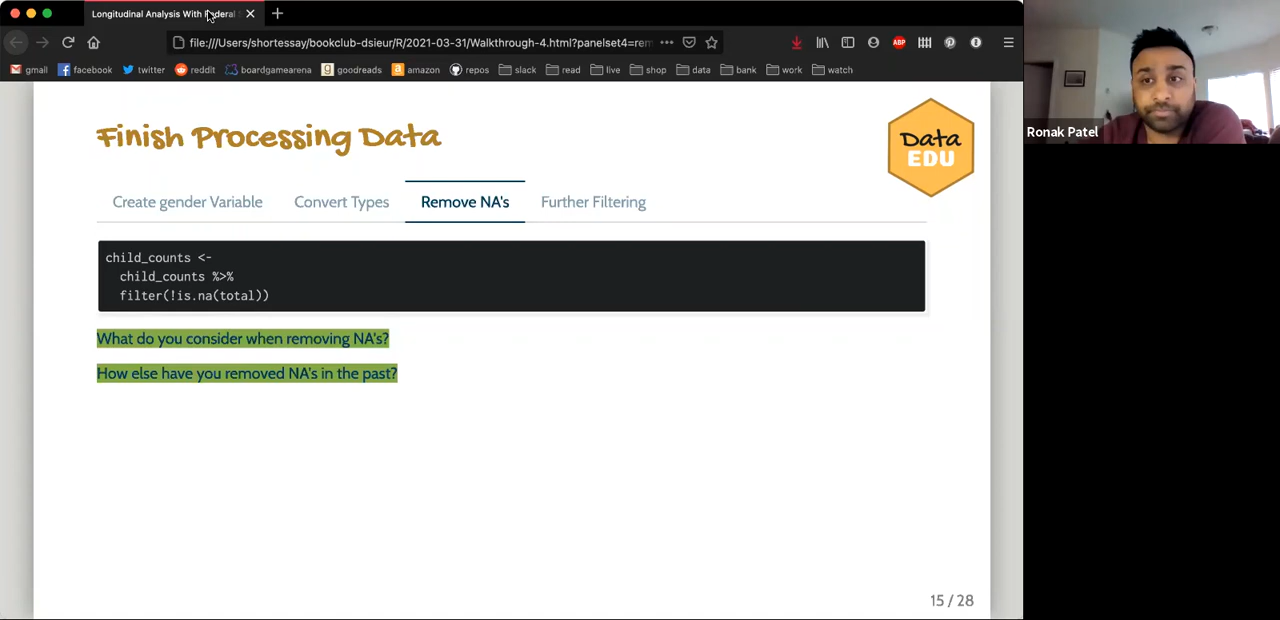 Longitudinal Analysis With Federal
file:///Users/shortessay/bookclub-dsieur/R/2021-03-31/Walkthrough-4.html?panelset4=rem
gmail facebook twitter reddit boardgamearena goodreads amazon repos slack read live shop data bank work watch
ABP
Ronak Patel
Finish Processing Data
Data
EDU
Create gender Variable Convert Types Remove NA's Further Filtering
child_counts <-
child_counts %>%
filter(!is.na(total))
What do you consider when removing NA's?
How else have you removed NA's in the past?
15 / 28